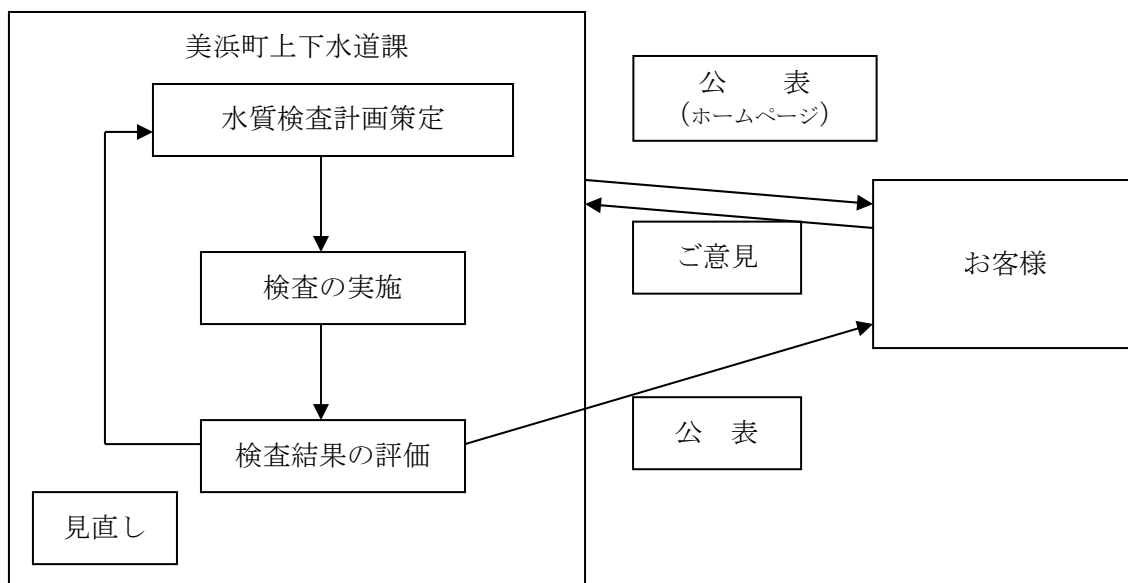 美浜町上下水道課
水質検査計画策定
検査の実施
検査結果の評価
見直し
公　　表
(ホームページ)
ご意見
公　表
お客様